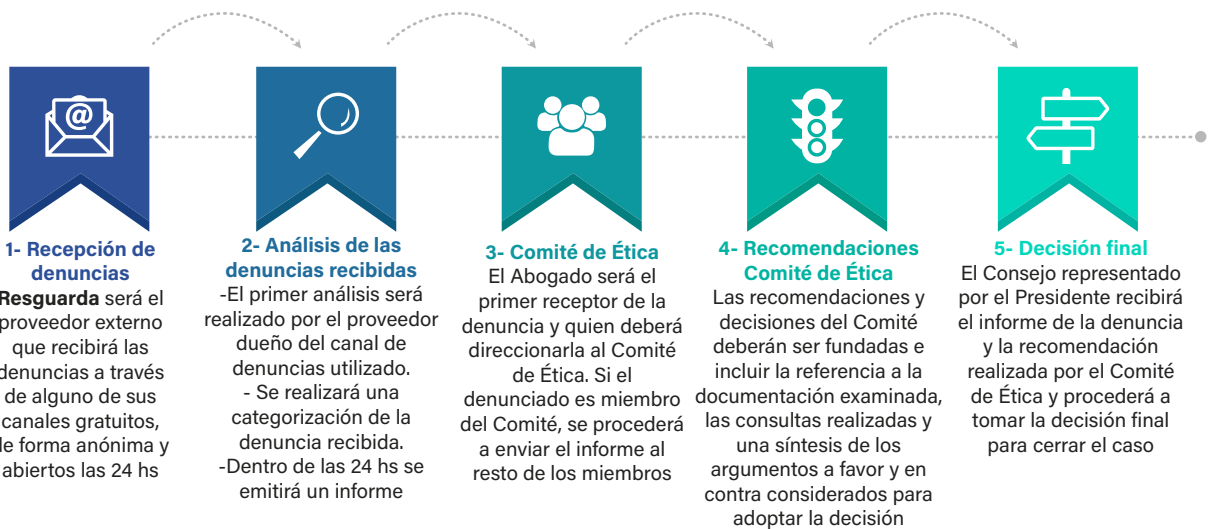 1- Recepción de
denuncias
Resguarda será el
proveedor externo
que recibirá las
denuncias a través
de alguno de sus
canales gratuitos,
de forma anónima y
abiertos las 24 hs
2- Análisis de las
denuncias recibidas
-El primer análisis será
realizado por el proveedor
dueño del canal de
denuncias utilizado.
- Se realizará una
categorización de la
denuncia recibida.
-Dentro de las 24 hs se
emitirá un informe
3- Comité de Ética
El Abogado será el
primer receptor de la
denuncia y quien deberá
direccionarla al Comité
de Ética. Si el
denunciado es miembro
del Comité, se procederá
a enviar el informe al
resto de los miembros
4- Recomendaciones
Comité de Ética
Las recomendaciones y
decisiones del Comité
deberán ser fundadas e
incluir la referencia a la
documentación examinada,
las consultas realizadas y
una síntesis de los
argumentos a favor y en
contra considerados para
adoptar la decisión
5- Decisión final
El Consejo representado
por el Presidente recibirá
el informe de la denuncia
y la recomendación
realizada por el Comité
de Ética y procederá a
tomar la decisión final
para cerrar el caso